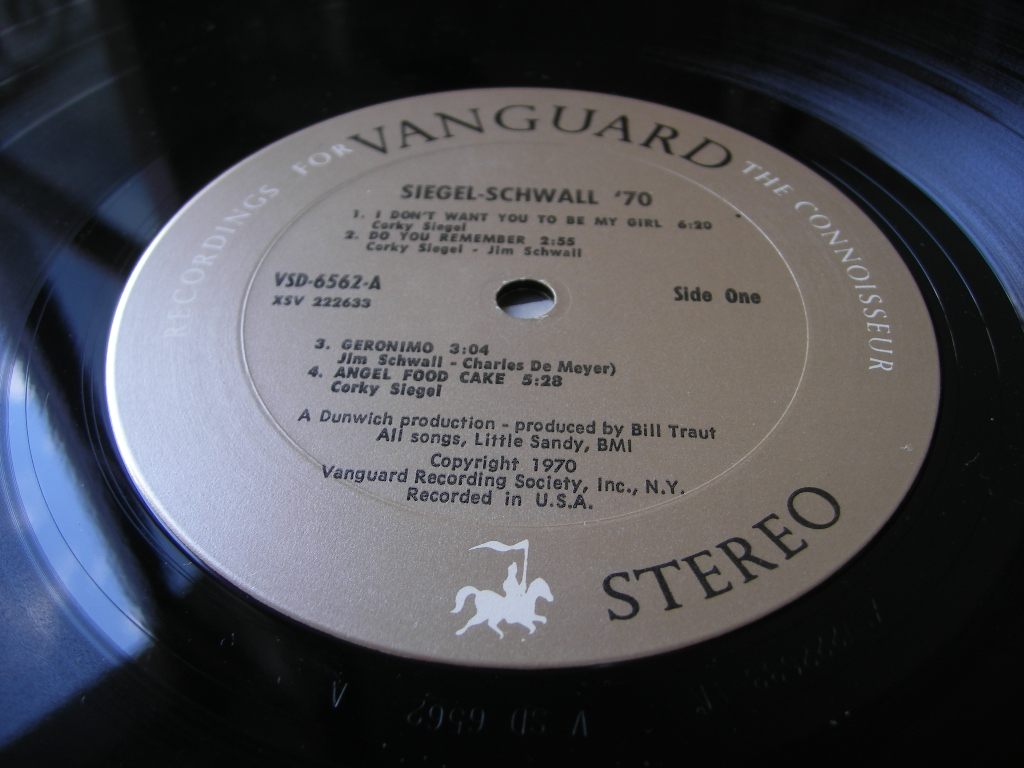 RECORDINGS FOR VANGUARD THE CONNOISSEUR
SIEGEL-SCHWALL '70
1. I DON'T WANT YOU TO BE MY GIRL 6:20
Corky Siegel
2. DO YOU REMEMBER 2:55
Corky Siegel - Jim Schwall
VSD-6562-A
XSV 222633
Side One
3. GERONIMO 3:04
Jim Schwall - Charles De Meyer)
4. ANGEL FOOD CAKE 5:28
Corky Siegel
A Dunwich production - produced by Bill Traut
All songs, Little Sandy, BMI
Copyright 1970
Vanguard Recording Society, Inc., N.Y.
Recorded in U.S.A.
STEREO
V SD 6562 A